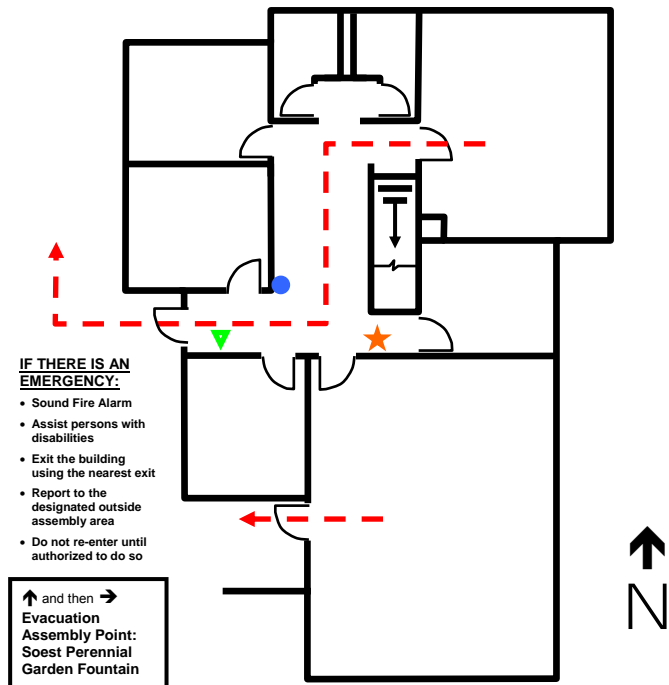 IF THERE IS AN
EMERGENCY:
• Sound Fire Alarm
• Assist persons with
disabilities
• Exit the building
using the nearest exit
• Report to the
designated outside
assembly area
• Do not re-enter until
authorized to do so
↑ and then →
Evacuation
Assembly Point:
Soest Perennial
Garden Fountain
N